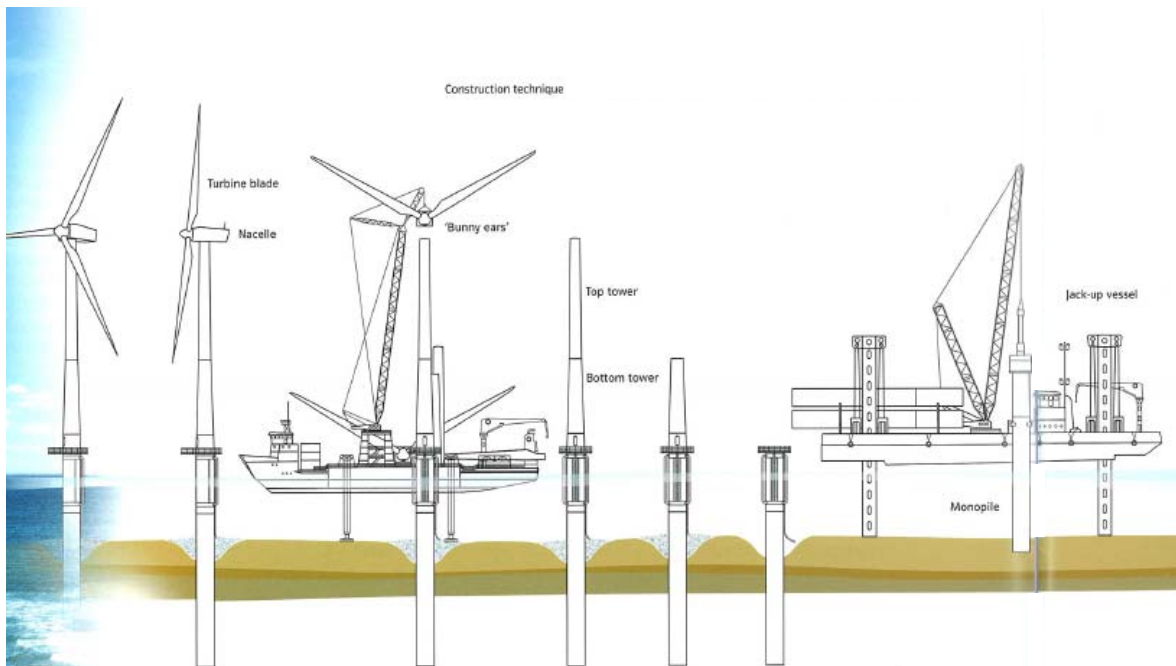 Construction technique
Turbine blade
Nacelle
'Bunny ears'
Top tower
Jack-up vessel
Bottom tower
Monopile